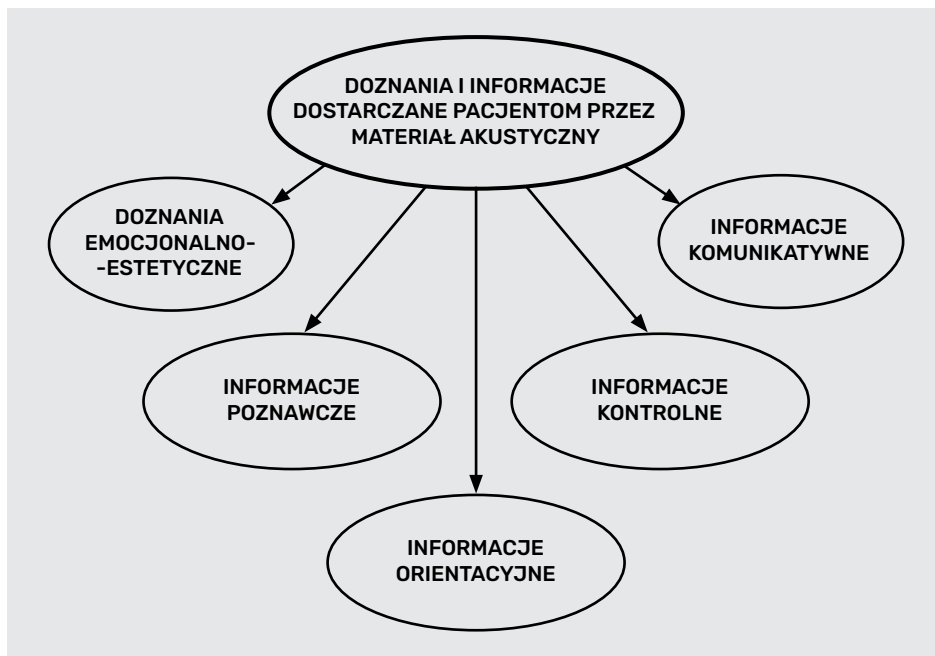 DOZNANIA I INFORMACJE
DOSTARCZANE PACJENTOM PRZEZ
MATERIAŁ AKUSTYCZNY
DOZNANIA
EMOCJONALNO-
-ESTETYCZNE
INFORMACJE
KOMUNIKATYWNE
INFORMACJE
POZNAWCZE
INFORMACJE
KONTROLNE
INFORMACJE
ORIENTACYJNE